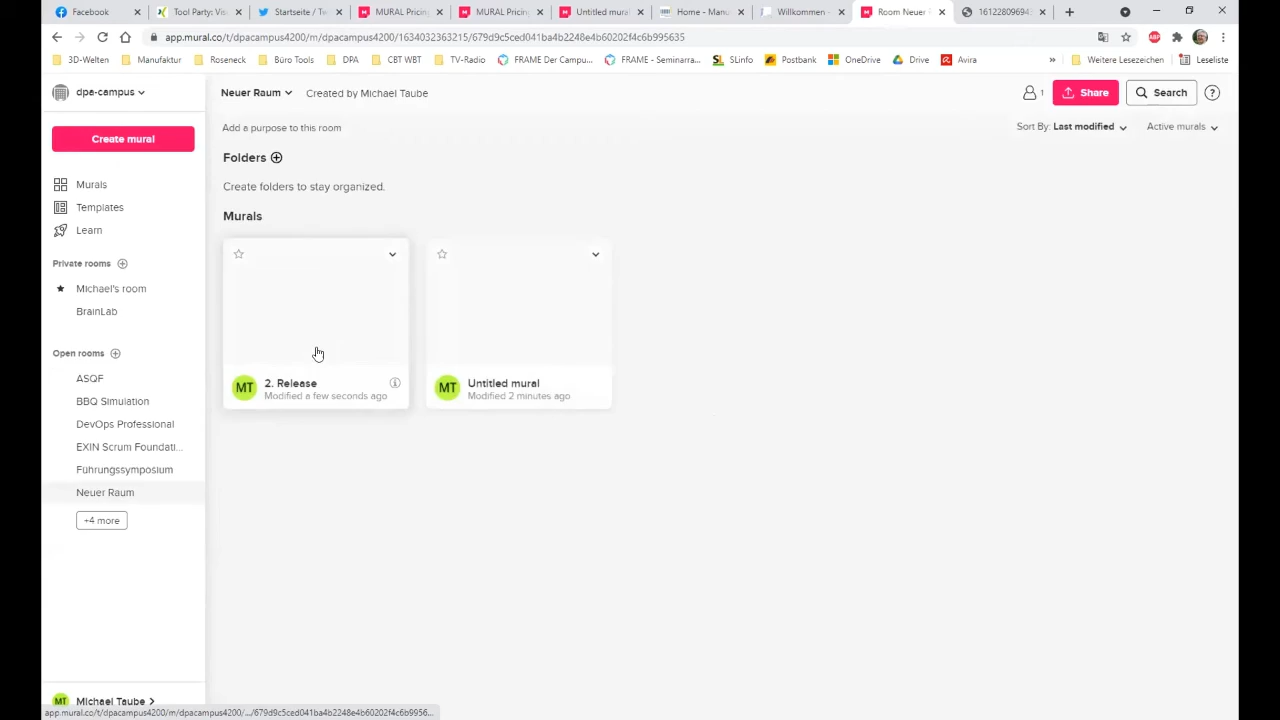 Facebook
Tool Party: Vis
Startseite / Tw
MURAL Pricing
MURAL Pricing
Untitled mural
Home - Manu
Willkommen -
Room Neuer
1612280969
app.mural.co/t/dpacampus4200/m/dpacampus4200/1634032363215/679d9c5ced041ba4b2248e4b60202f4c6b995635
ABP
3D-Welten
Manufaktur
Roseneck
Büro Tools
DPA
CBT WBT
TV-Radio
FRAME Der Campu...
FRAME - Seminarra...
SLinfo
Postbank
OneDrive
Drive
Avira
»
Weitere Lesezeichen
Leseliste
dpa-campus
Neuer Raum
Created by Michael Taube
1
Share
Search
?
Create mural
Add a purpose to this room
Sort By: Last modified
Active murals
Folders
Create folders to stay organized.
Murals
Templates
Learn
Murals
Private rooms
Michael's room
BrainLab
Open rooms
ASQF
BBQ Simulation
DevOps Professional
EXIN Scrum Foundati...
Führungssymposium
Neuer Raum
+4 more
MT
2. Release
Modified a few seconds ago
MT
Untitled mural
Modified 2 minutes ago
MT
Michael Taube
app.mural.co/t/dpacampus4200/m/dpacampus4200/.../679d9c5ced041ba4b2248e4b60202f4c6b9956...